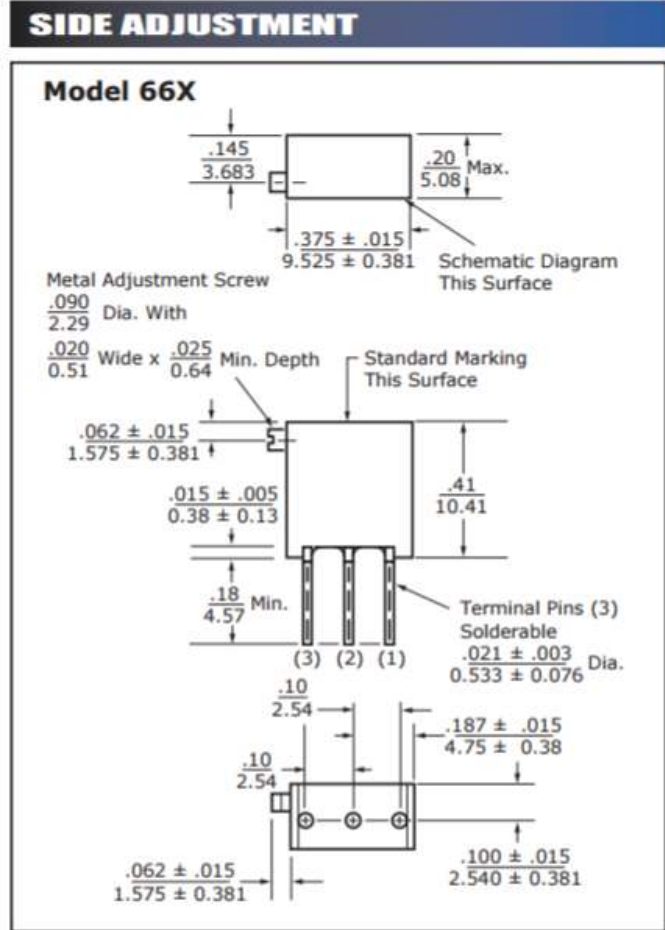 SIDE ADJUSTMENT
Model 66X
.145
3.683
.20
5.08
Max.
.375 ± .015
9.525 ± 0.381
Schematic Diagram
This Surface
Metal Adjustment Screw
.090
2.29
Dia. With
.020
0.51
Wide x
.025
0.64
Min. Depth
Standard Marking
This Surface
.062 ± .015
1.575 ± 0.381
.015 ± .005
0.38 ± 0.13
.41
10.41
.18
4.57
Min.
Terminal Pins (3)
Solderable
.021 ± .003
0.533 ± 0.076
Dia.
(3) (2) (1)
.10
2.54
.187 ± .015
4.75 ± 0.38
.10
2.54
.062 ± .015
1.575 ± 0.381
.100 ± .015
2.540 ± 0.381